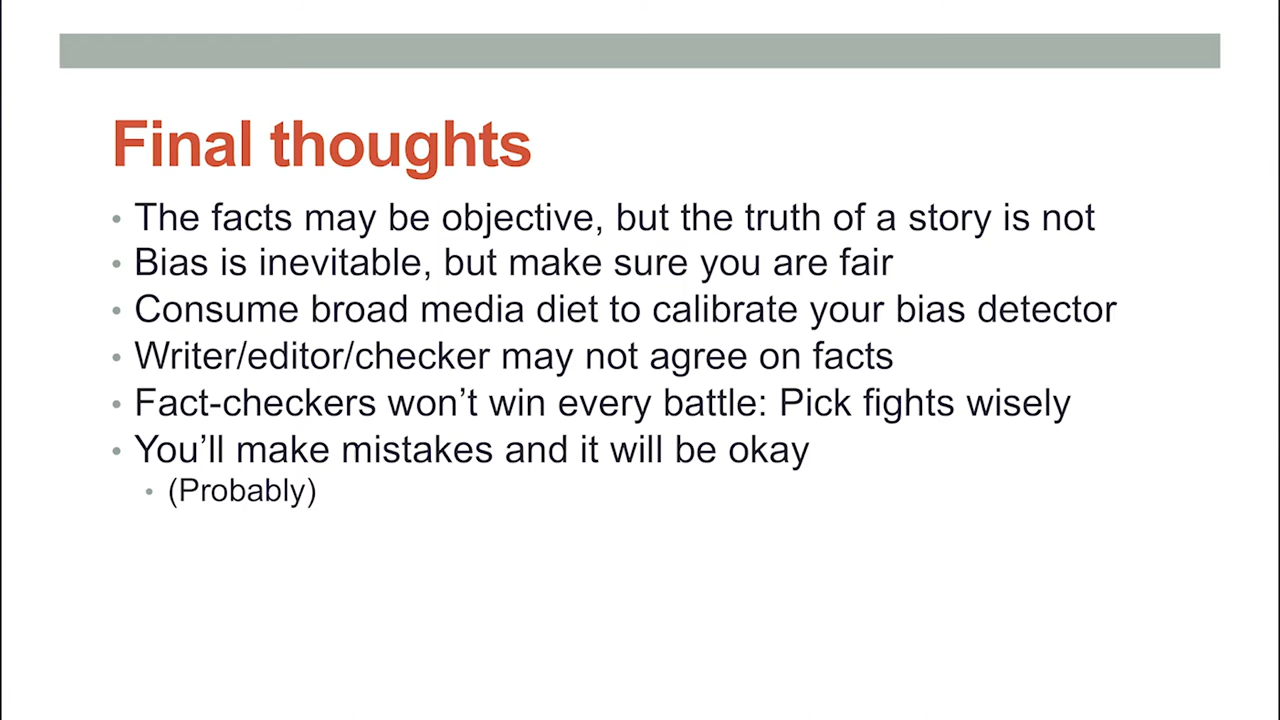 Final thoughts
• The facts may be objective, but the truth of a story is not
• Bias is inevitable, but make sure you are fair
• Consume broad media diet to calibrate your bias detector
• Writer/editor/checker may not agree on facts
• Fact-checkers won’t win every battle: Pick fights wisely
• You’ll make mistakes and it will be okay
• (Probably)